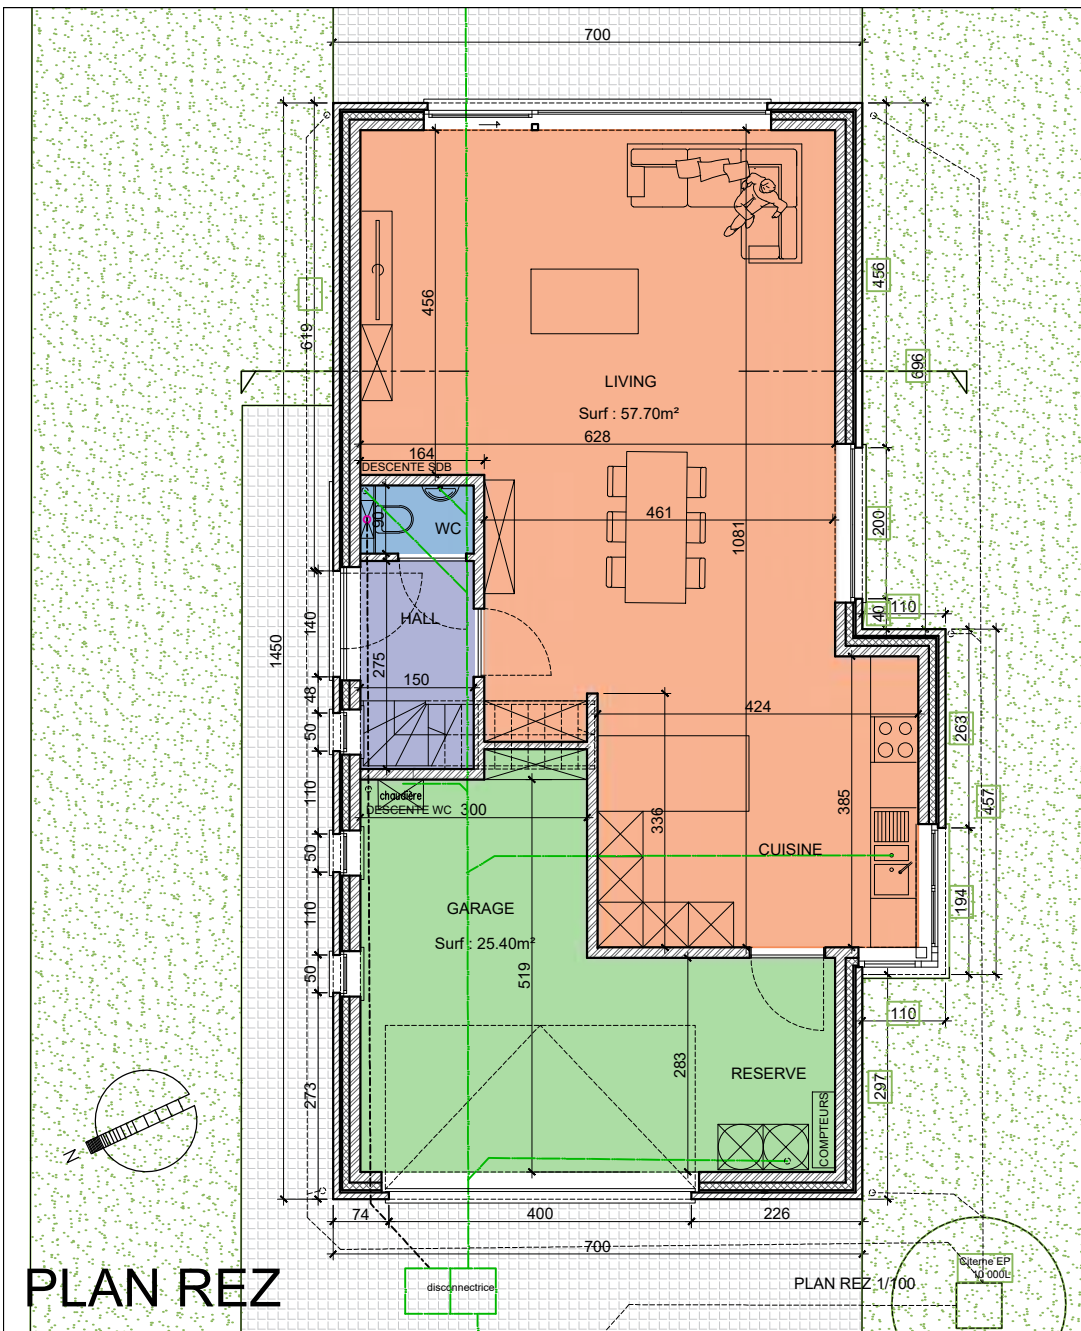 700
456
619
456
696
LIVING
Surf : 57.70m²
628
164
DESCENTE SDB
90
WC
461
1081
200
40
110
HALL
140
1450
275
150
48
50
424
263
457
110
chaudière
DESCENTE WC
300
336
385
50
CUISINE
194
GARAGE
Surf : 25.40m²
110
519
50
110
283
RESERVE
297
273
COMPTEURS
N
74
400
226
700
Citerne EP
10 000L
PLAN REZ
disconnectrice
PLAN REZ 1/100